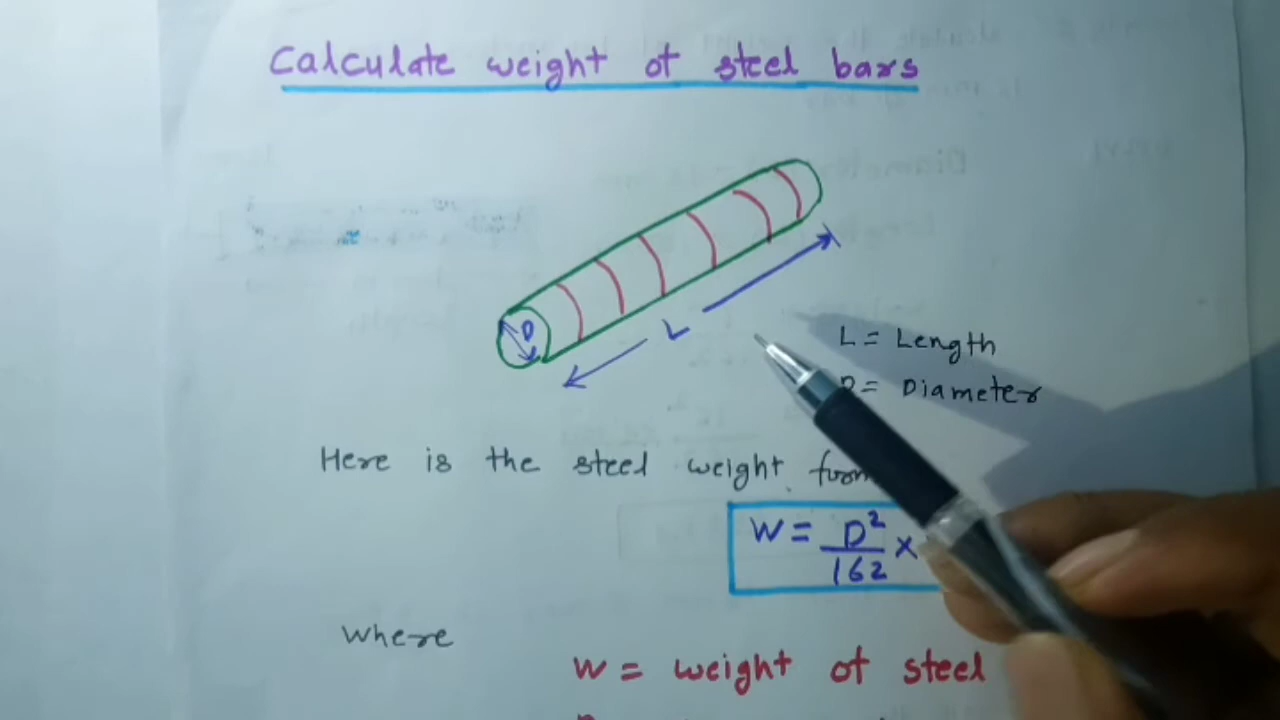 Calculate weight of steel bars
D
L
L = Length
D = Diameter
Here is the steel weight
W = D²/162 ×
Where
W = weight of steel